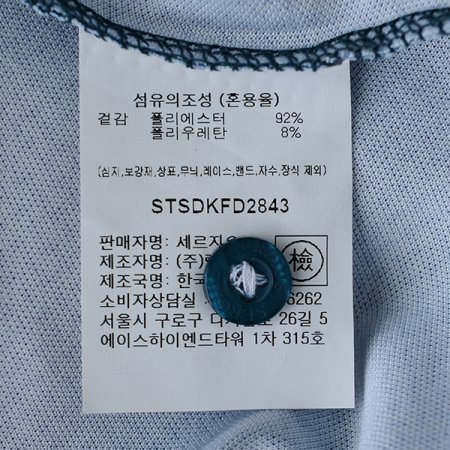 섬유의조성 (혼용율)
겉감 폴리에스터 92%
폴리우레탄 8%
(심지,보강재,상표,무늬,레이스,밴드,자수,장식 제외)
STSDKFD2843
판매자명: 세르지오
제조자명: (주)
제조국명: 한국
檢
소비자상담실 6262
서울시 구로구 26길 5
에이스하이엔드타워 1차 315호